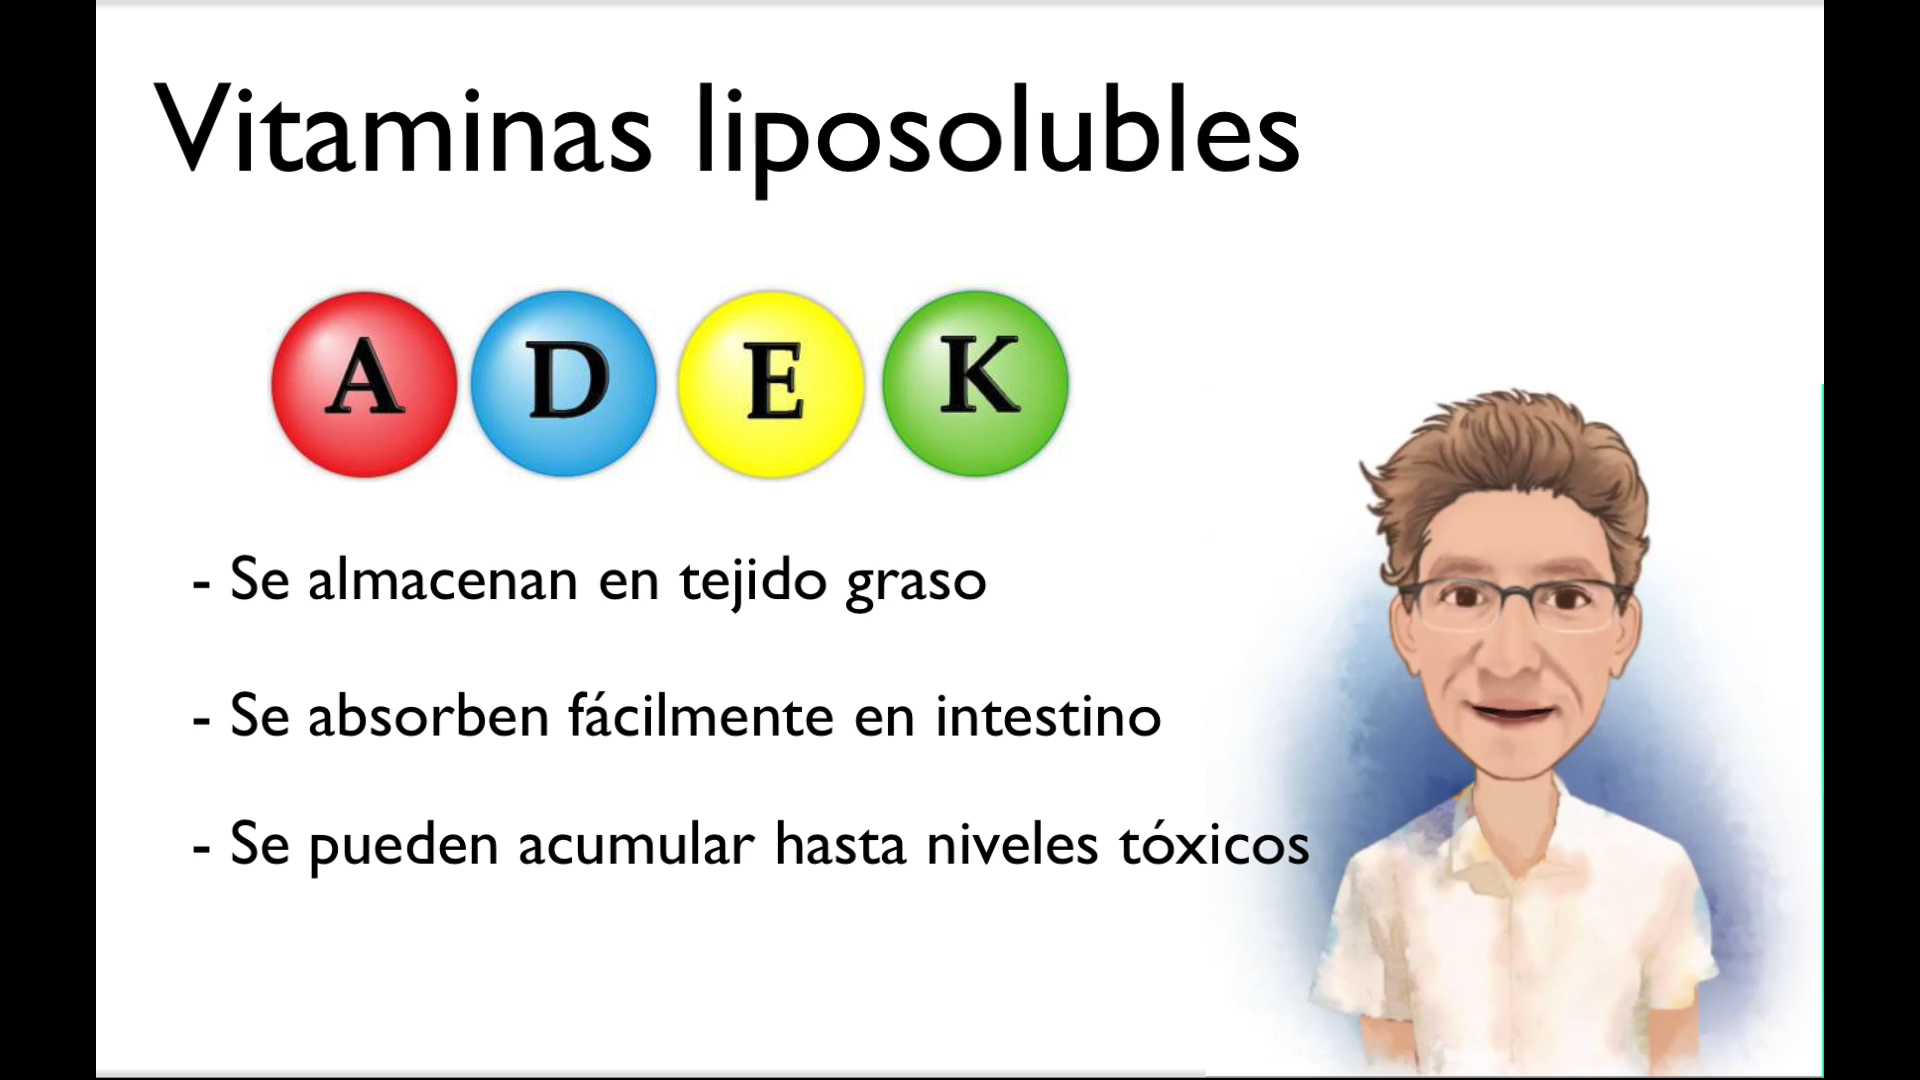 Vitaminas liposolubles
A D E K
- Se almacenan en tejido graso
- Se absorben fácilmente en intestino
- Se pueden acumular hasta niveles tóxicos